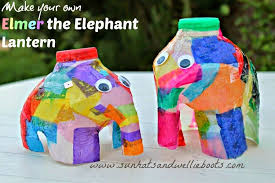 Make your own
Elmer the Elephant
Lantern
www.sunhatsandwellieboots.com